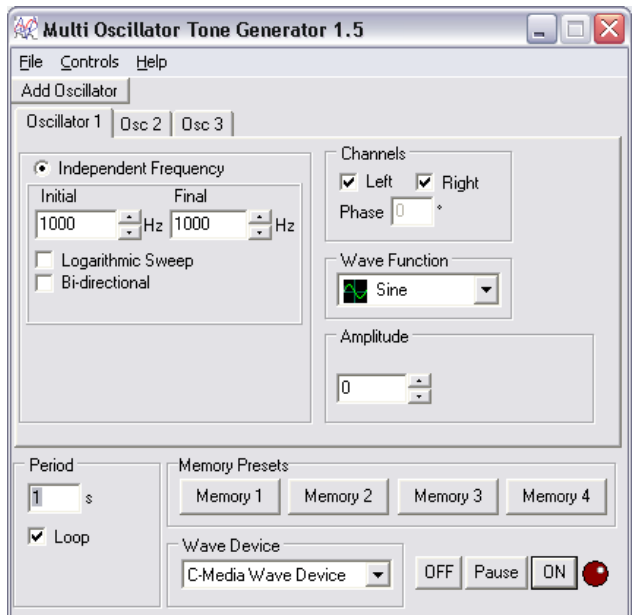 Multi Oscillator Tone Generator 1.5
File Controls Help
Add Oscillator
Oscillator 1 Osc 2 Osc 3
Independent Frequency
Initial Final
1000 Hz 1000 Hz
Logarithmic Sweep
Bi-directional
Channels
Left Right
Phase 0 °
Wave Function
Sine
Amplitude
0
Period
1 s
Loop
Memory Presets
Memory 1 Memory 2 Memory 3 Memory 4
Wave Device
C-Media Wave Device
OFF Pause ON